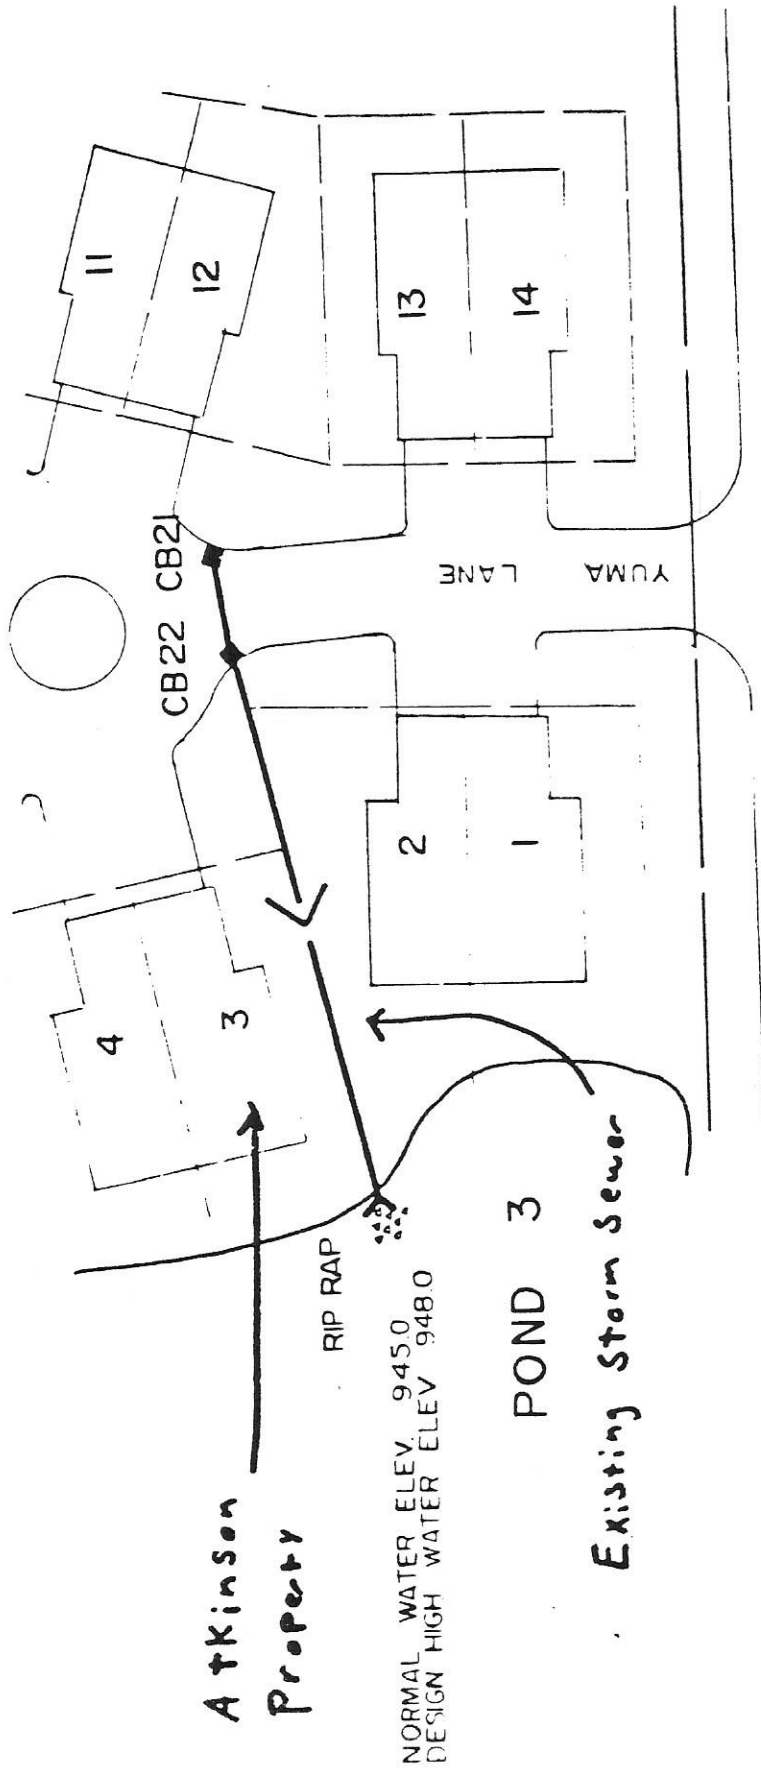 Atkinson
Property
RIP RAP
NORMAL WATER ELEV. 945.0
DESIGN HIGH WATER ELEV 948.0
POND 3
Existing Storm Sewer
4
3
2
1
CB22
CB21
YUMA
LANE
11
12
13
14